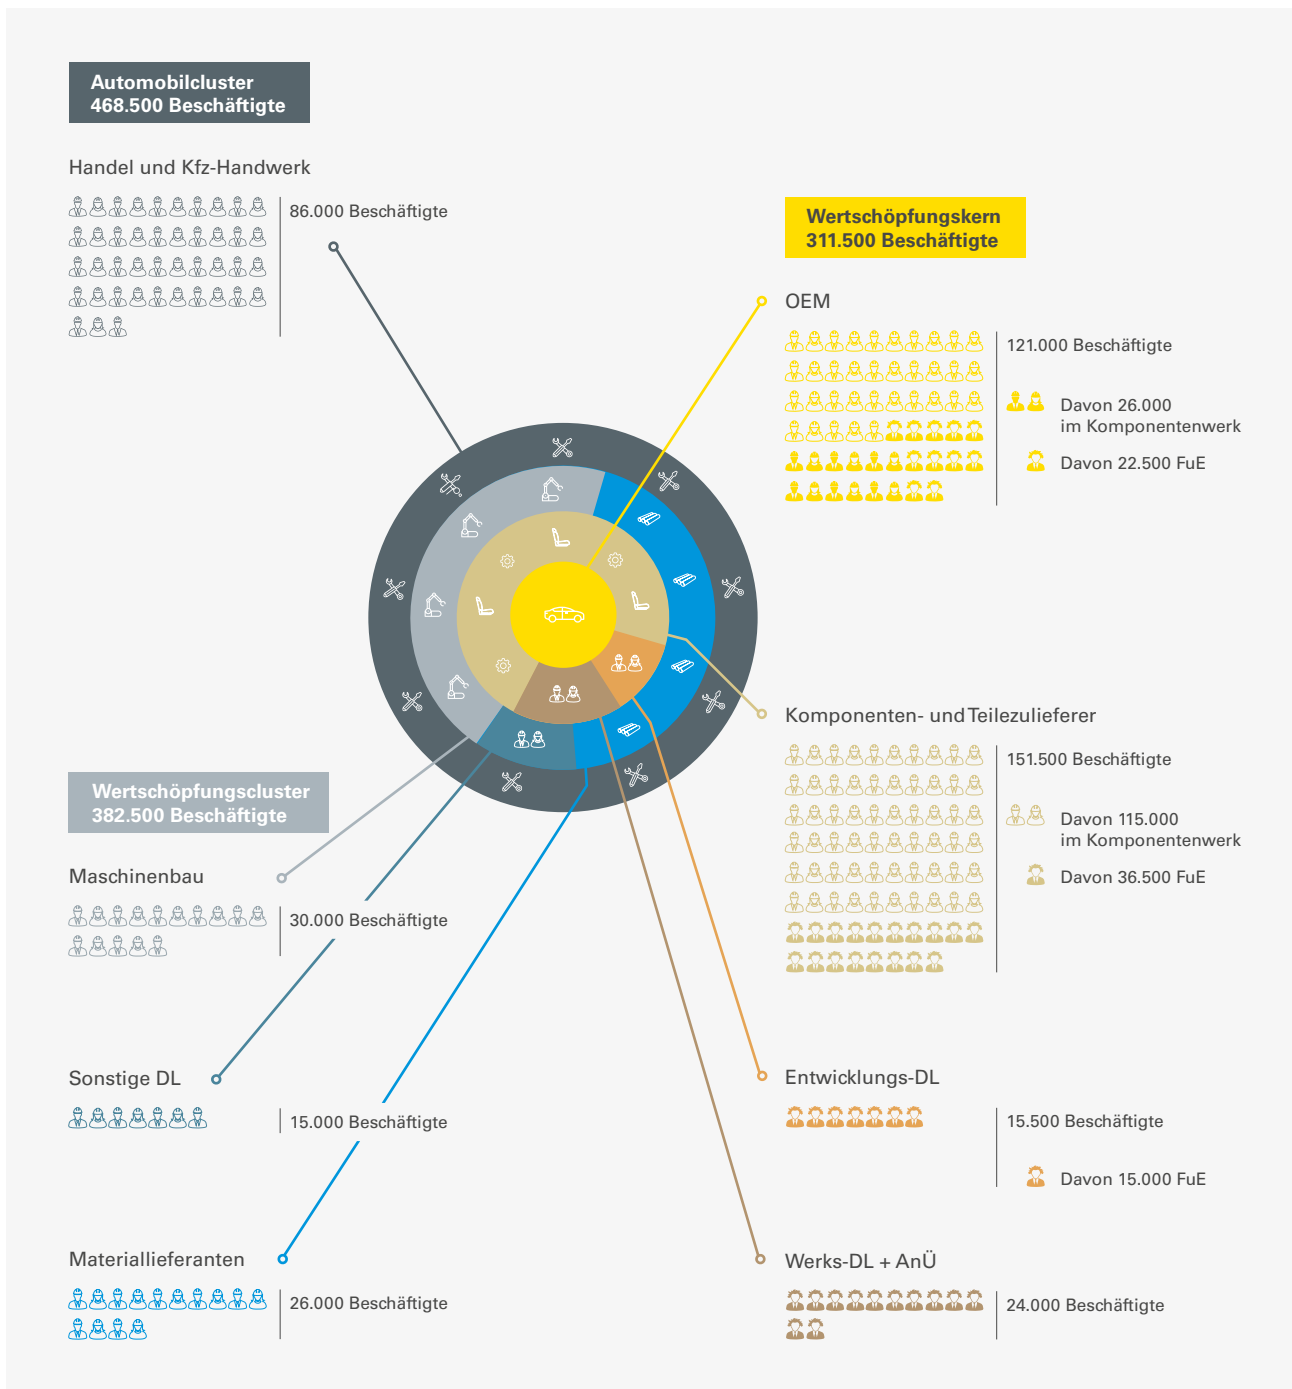 Automobilcluster
468.500 Beschäftigte
Handel und Kfz-Handwerk
86.000 Beschäftigte
Wertschöpfungskern
311.500 Beschäftigte
OEM
121.000 Beschäftigte
Davon 26.000
im Komponentenwerk
Davon 22.500 FuE
Komponenten- und Teilezulieferer
151.500 Beschäftigte
Davon 115.000
im Komponentenwerk
Davon 36.500 FuE
Wertschöpfungscluster
382.500 Beschäftigte
Maschinenbau
30.000 Beschäftigte
Sonstige DL
15.000 Beschäftigte
Entwicklungs-DL
15.500 Beschäftigte
Davon 15.000 FuE
Materiallieferanten
26.000 Beschäftigte
Werks-DL + AnÜ
24.000 Beschäftigte